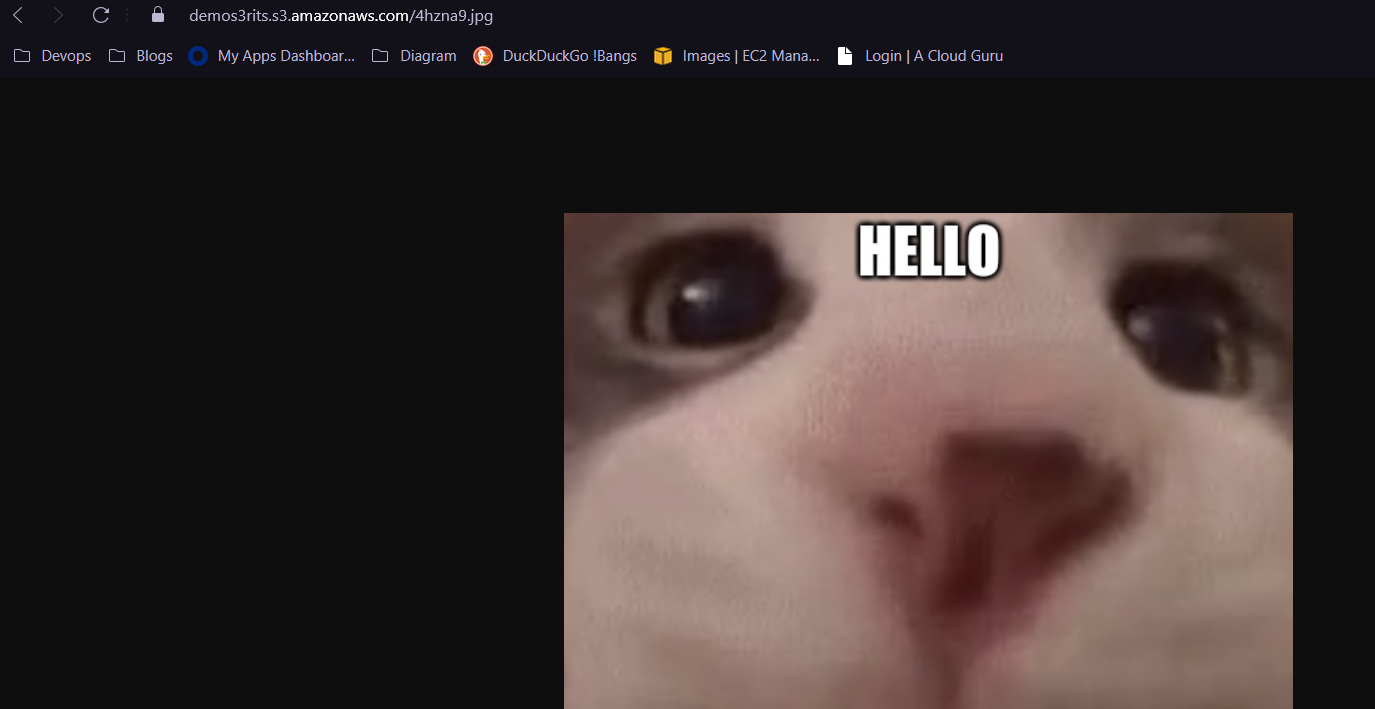 demos3rits.s3.amazonaws.com/4hzna9.jpg
Devops Blogs My Apps Dashboar... Diagram DuckDuckGo !Bangs Images | EC2 Mana... Login | A Cloud Guru
HELLO